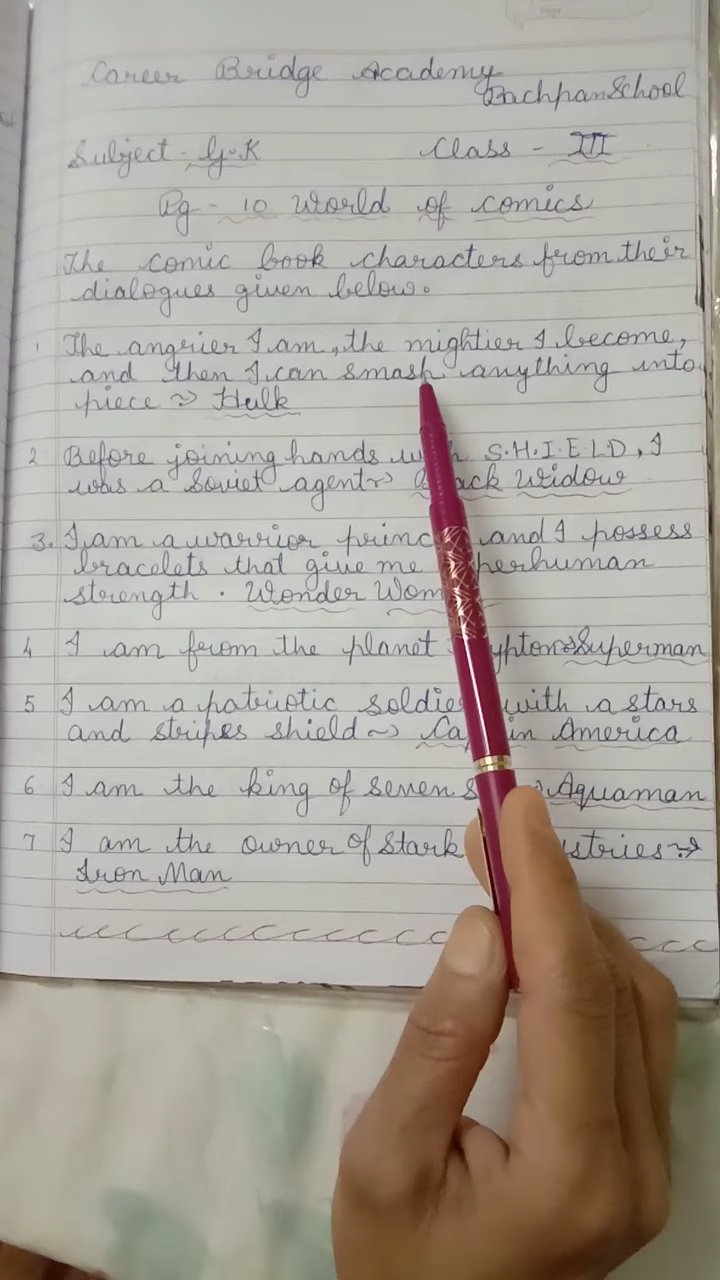 Career Bridge Academy
Bachpan School
Subject - G.K Class - III
Pg - 10 World of comics
The comic book characters from their
dialogues given below.
1 The angrier I am, the mightier I become,
and then I can smash anything into
piece ~> Hulk
2 Before joining hands S.H.I.E.L.D, I
was a Soviet agent~> Widow
3. I am a warrior and I possess
bracelets that give me
strength. Wonder
4 I am from the planet Superman
5 I am a patriotic with a stars
and stripes shield ~> America
6 I am the king of seven Aquaman
7 I am the owner of Stark
Iron Man